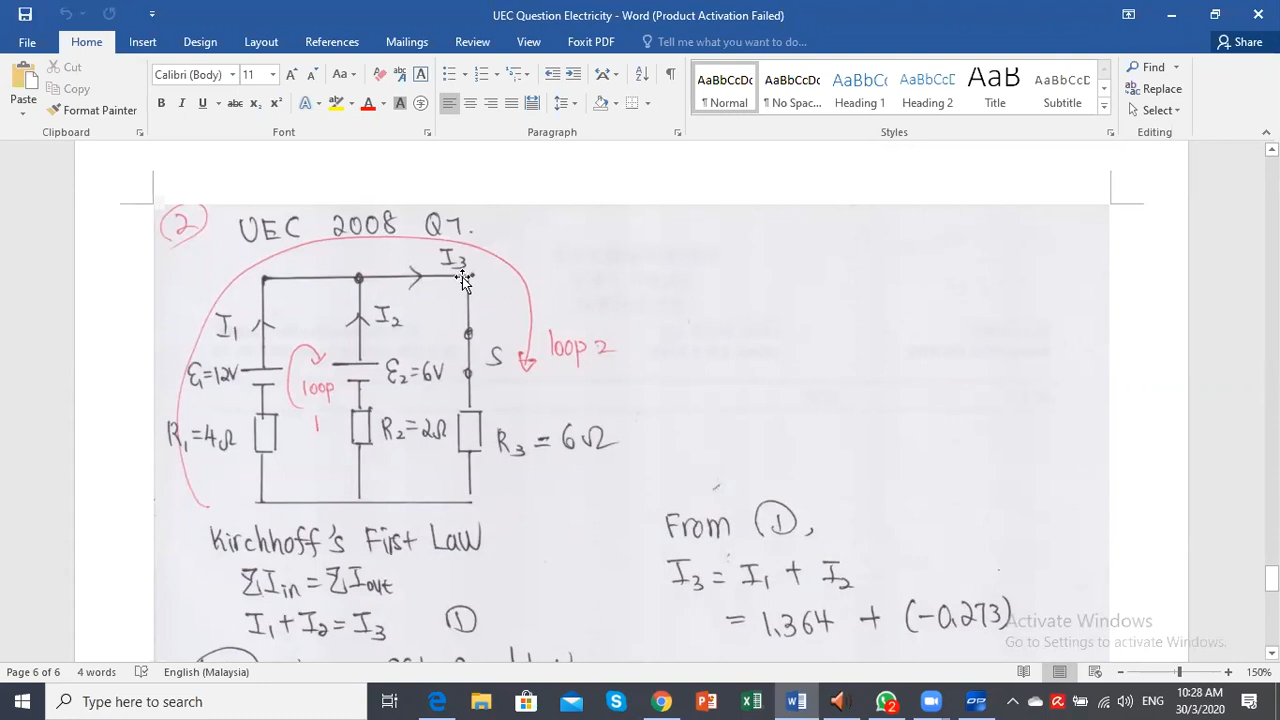 UEC Question Electricity - Word (Product Activation Failed)
File Home Insert Design Layout References Mailings Review View Foxit PDF Tell me what you want to do... Share
Paste
Cut
Copy
Format Painter
Calibri (Body) 11
Clipboard Font Paragraph Styles Editing
AaBbCcDc AaBbCcDc AaBbC AaBbCc AaB AaBbCcD
¶ Normal ¶ No Spac... Heading 1 Heading 2 Title Subtitle
Find
Replace
Select
② UEC 2008 Q7.
I₃
I₁
I₂
loop 2
S
ε₁=12V
ε₂=6V
loop
1
R₁=4Ω
R₂=2Ω
R₃ = 6Ω
Kirchhoff's First Law
ΣIin = ΣIout
I₁ + I₂ = I₃ ①
From ①,
I₃ = I₁ + I₂
= 1.364 + (-0.273)
Activate Windows
Go to Settings to activate Windows.
Page 6 of 6 4 words English (Malaysia) 150%
Type here to search
ENG
10:28 AM
30/3/2020
2